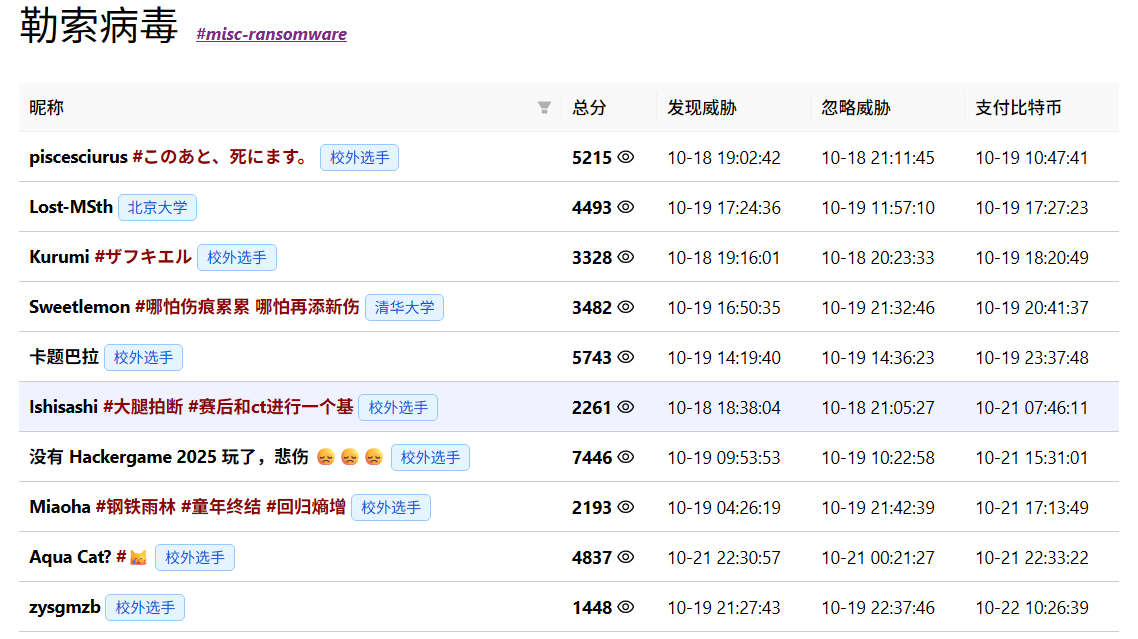 勒索病毒 #misc-ransomware
昵称 总分 发现威胁 忽略威胁 支付比特币
piscesciurus #このあと、死にます。 校外选手 5215 10-18 19:02:42 10-18 21:11:45 10-19 10:47:41
Lost-MSth 北京大学 4493 10-19 17:24:36 10-19 11:57:10 10-19 17:27:23
Kurumi #ザフキエル 校外选手 3328 10-18 19:16:01 10-18 20:23:33 10-19 18:20:49
Sweetlemon #哪怕伤痕累累 哪怕再添新伤 清华大学 3482 10-19 16:50:35 10-19 21:32:46 10-19 20:41:37
卡题巴拉 校外选手 5743 10-19 14:19:40 10-19 14:36:23 10-19 23:37:48
Ishisashi #大腿拍断 #赛后和ct进行一个基 校外选手 2261 10-18 18:38:04 10-18 21:05:27 10-21 07:46:11
没有 Hackergame 2025 玩了，悲伤 😞 😞 😞 校外选手 7446 10-19 09:53:53 10-19 10:22:58 10-21 15:31:01
Miaoha #钢铁雨林 #童年终结 #回归熵增 校外选手 2193 10-19 04:26:19 10-19 21:42:39 10-21 17:13:49
Aqua Cat? #😹 校外选手 4837 10-21 22:30:57 10-21 00:21:27 10-21 22:33:22
zysgmzb 校外选手 1448 10-19 21:27:43 10-19 22:37:46 10-22 10:26:39